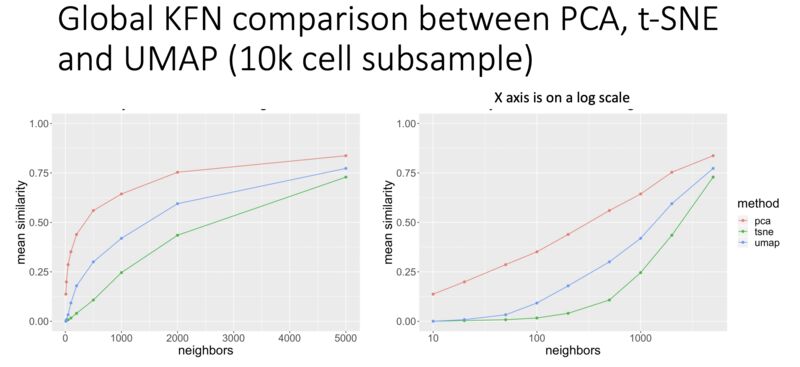 Global KFN comparison between PCA, t-SNE
and UMAP (10k cell subsample)
X axis is on a log scale
mean similarity
1.00
0.75
0.50
0.25
0.00
0
1000
2000
3000
4000
5000
neighbors
mean similarity
1.00
0.75
0.50
0.25
0.00
10
100
1000
neighbors
method
pca
tsne
umap